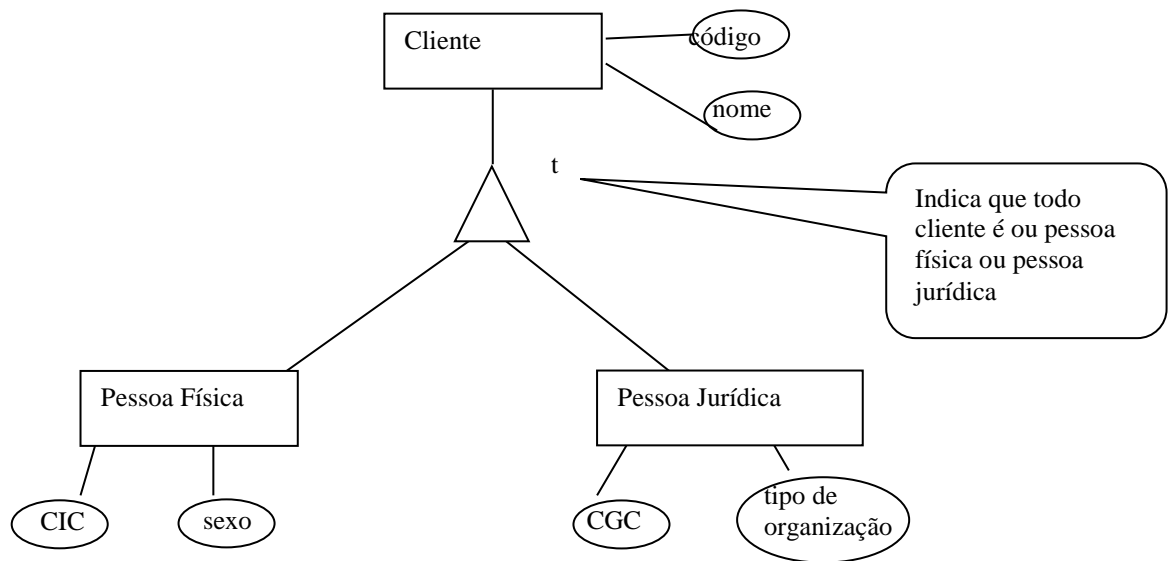 Cliente
código
nome
t
Indica que todo
cliente é ou pessoa
física ou pessoa
jurídica
Pessoa Física
Pessoa Jurídica
CIC
sexo
CGC
tipo de
organização